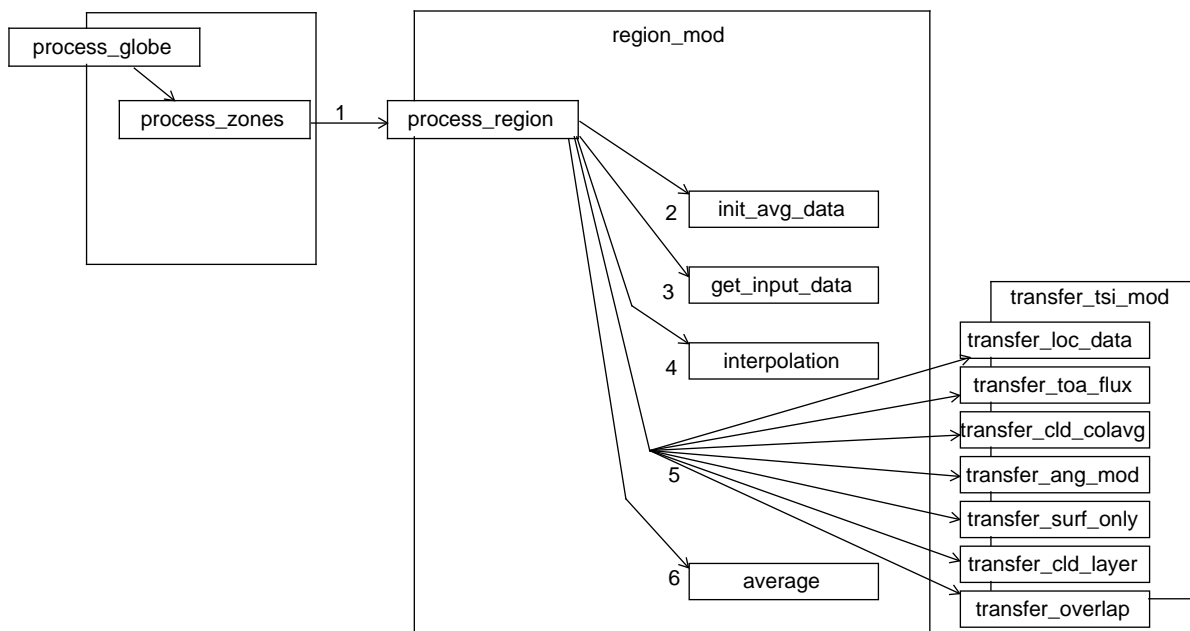 process_globe
process_zones
1
region_mod
process_region
2
init_avg_data
3
get_input_data
4
interpolation
5
6
average
transfer_tsi_mod
transfer_loc_data
transfer_toa_flux
transfer_cld_colavg
transfer_ang_mod
transfer_surf_only
transfer_cld_layer
transfer_overlap